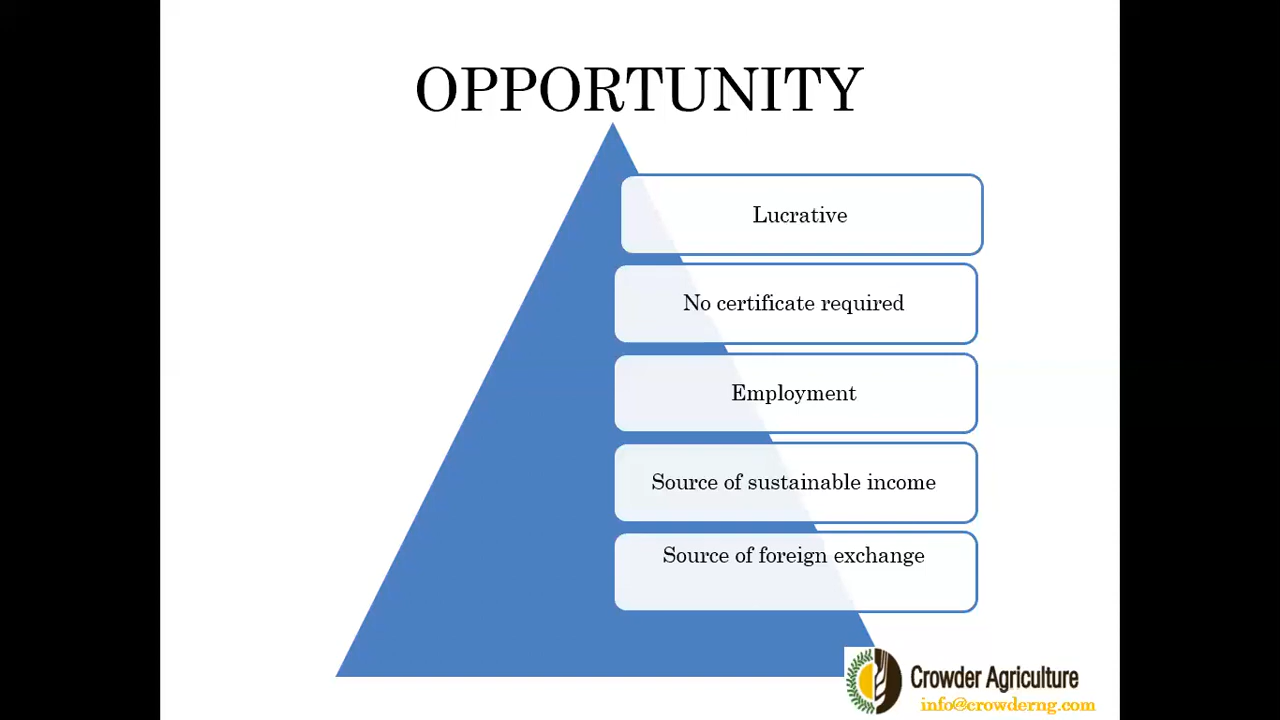 OPPORTUNITY
Lucrative
No certificate required
Employment
Source of sustainable income
Source of foreign exchange
Crowder Agriculture
info@crowderng.com